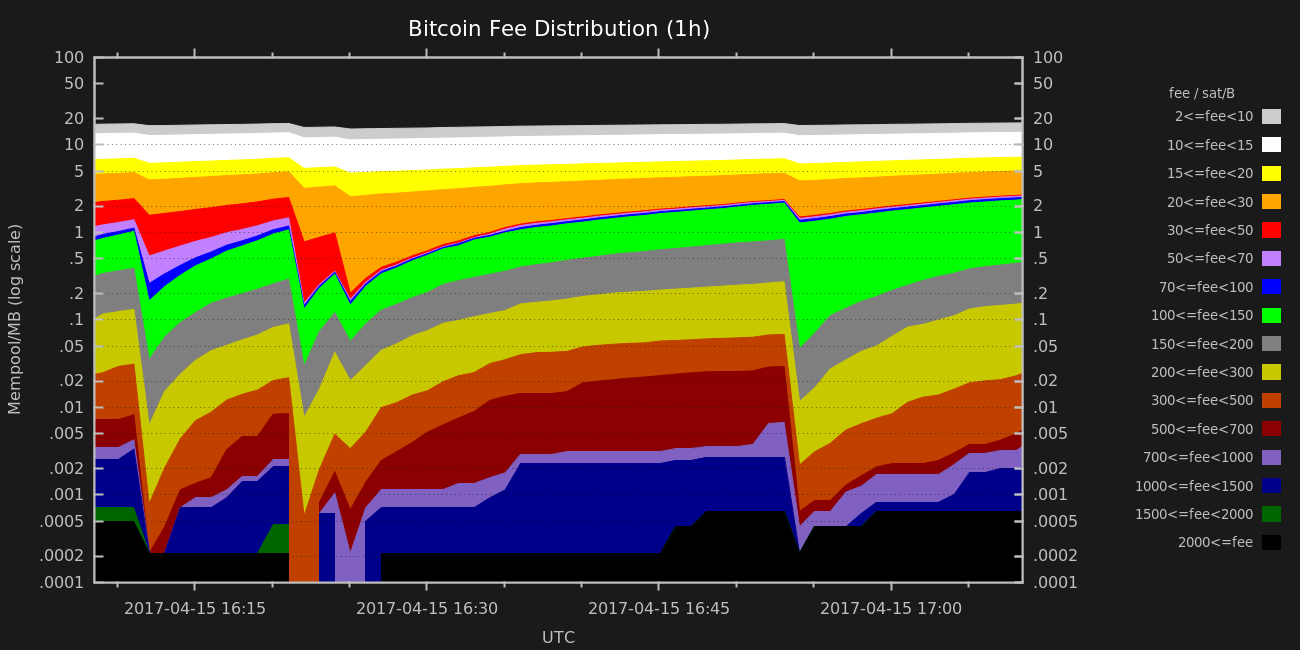 Bitcoin Fee Distribution (1h)
Mempool/MB (log scale)
100
50
20
10
5
2
1
.5
.2
.1
.05
.02
.01
.005
.002
.001
.0005
.0002
.0001
100
50
20
10
5
2
1
.5
.2
.1
.05
.02
.01
.005
.002
.001
.0005
.0002
.0001
2017-04-15 16:15 2017-04-15 16:30 2017-04-15 16:45 2017-04-15 17:00
UTC
fee / sat/B
2<=fee<10
10<=fee<15
15<=fee<20
20<=fee<30
30<=fee<50
50<=fee<70
70<=fee<100
100<=fee<150
150<=fee<200
200<=fee<300
300<=fee<500
500<=fee<700
700<=fee<1000
1000<=fee<1500
1500<=fee<2000
2000<=fee